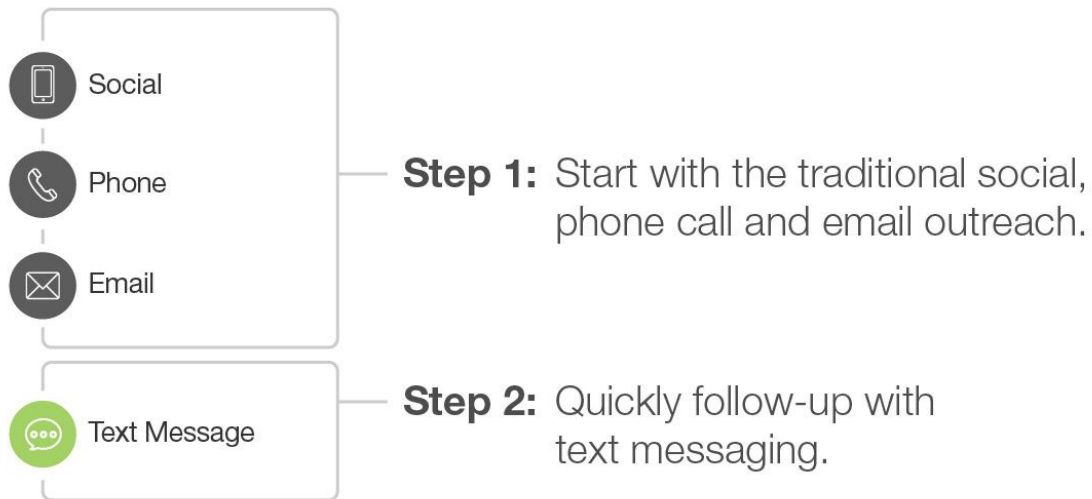 Social
Phone
Email
Step 1: Start with the traditional social,
phone call and email outreach.
Text Message
Step 2: Quickly follow-up with
text messaging.